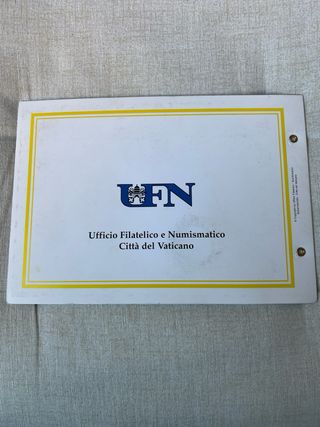 UFN
Ufficio Filatelico e Numismatico
Città del Vaticano